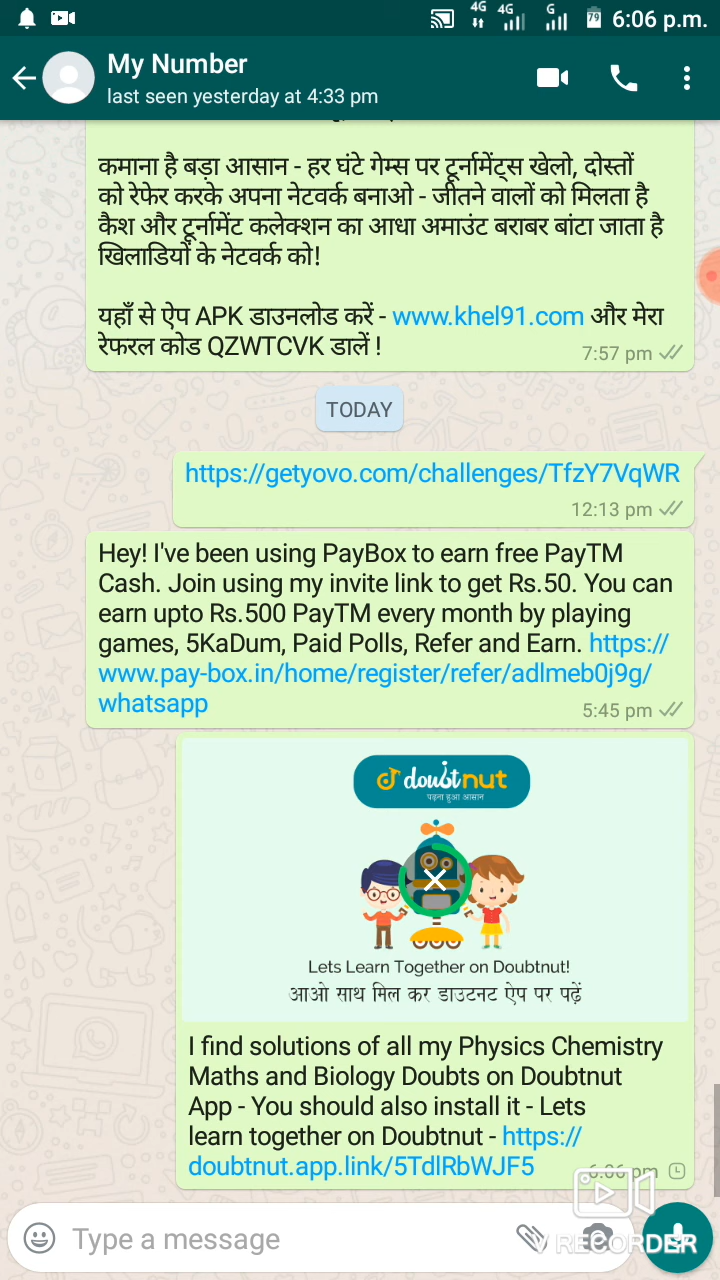 4G 4G G 79 6:06 p.m.
My Number
last seen yesterday at 4:33 pm
कमाना है बड़ा आसान - हर घंटे गेम्स पर टूर्नामेंट्स खेलो, दोस्तों
को रेफेर करके अपना नेटवर्क बनाओ - जीतने वालों को मिलता है
कैश और टूर्नामेंट कलेक्शन का आधा अमाउंट बराबर बांटा जाता है
खिलाडियों के नेटवर्क को!
यहाँ से ऐप APK डाउनलोड करें - www.khel91.com और मेरा
रेफरल कोड QZWTCVK डालें !
7:57 pm
TODAY
https://getyovo.com/challenges/TfzY7VqWR
12:13 pm
Hey! I've been using PayBox to earn free PayTM
Cash. Join using my invite link to get Rs.50. You can
earn upto Rs.500 PayTM every month by playing
games, 5KaDum, Paid Polls, Refer and Earn. https://
www.pay-box.in/home/register/refer/adlmeb0j9g/
whatsapp
5:45 pm
doubtnut
पढ़ना हुआ आसान
Lets Learn Together on Doubtnut!
आओ साथ मिल कर डाउटनट ऐप पर पढ़ें
I find solutions of all my Physics Chemistry
Maths and Biology Doubts on Doubtnut
App - You should also install it - Lets
learn together on Doubtnut - https://
doubtnut.app.link/5TdlRbWJF5
6:06 pm
Type a message
V RECORDER